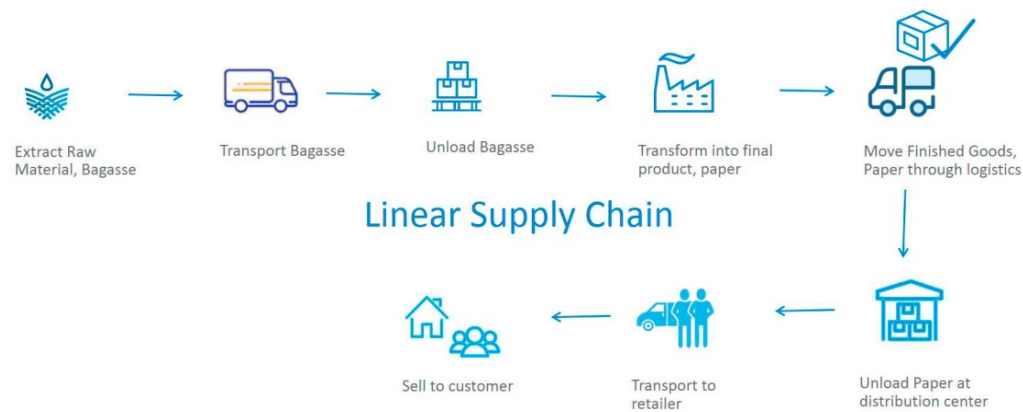 Extract Raw
Material, Bagasse
Transport Bagasse
Unload Bagasse
Transform into final
product, paper
Move Finished Goods,
Paper through logistics
Linear Supply Chain
Sell to customer
Transport to
retailer
Unload Paper at
distribution center